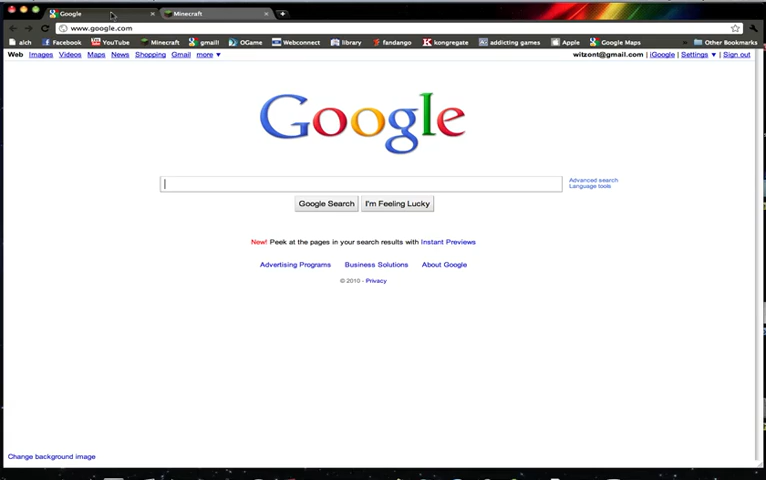 Google Minecraft
www.google.com
alch Facebook YouTube Minecraft gmaill OGame Webconnect library fandango kongregate addicting games Apple Google Maps Other Bookmarks
Web Images Videos Maps News Shopping Gmail more ▼ witzont@gmail.com | iGoogle | Settings ▼ | Sign out
Google
Advanced search
Language tools
Google Search I'm Feeling Lucky
New! Peek at the pages in your search results with Instant Previews
Advertising Programs Business Solutions About Google
© 2010 - Privacy
Change background image